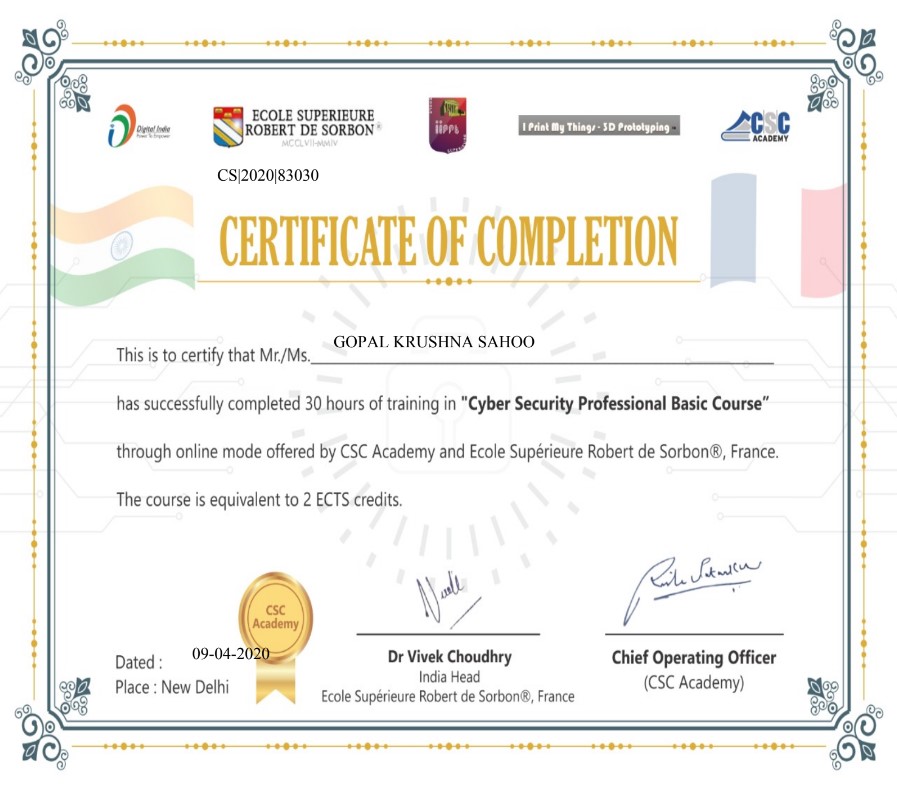 Digital India
Power To Empower
ECOLE SUPERIEURE
ROBERT DE SORBON®
MCCLVII-MMIV
iipps
I Print My Things - 3D Prototyping
CSC
ACADEMY
CS|2020|83030
CERTIFICATE OF COMPLETION
This is to certify that Mr./Ms. GOPAL KRUSHNA SAHOO
has successfully completed 30 hours of training in "Cyber Security Professional Basic Course”
through online mode offered by CSC Academy and Ecole Supérieure Robert de Sorbon®, France.
The course is equivalent to 2 ECTS credits.
CSC
Academy
Dated : 09-04-2020
Place : New Delhi
Dr Vivek Choudhry
India Head
Ecole Supérieure Robert de Sorbon®, France
Chief Operating Officer
(CSC Academy)